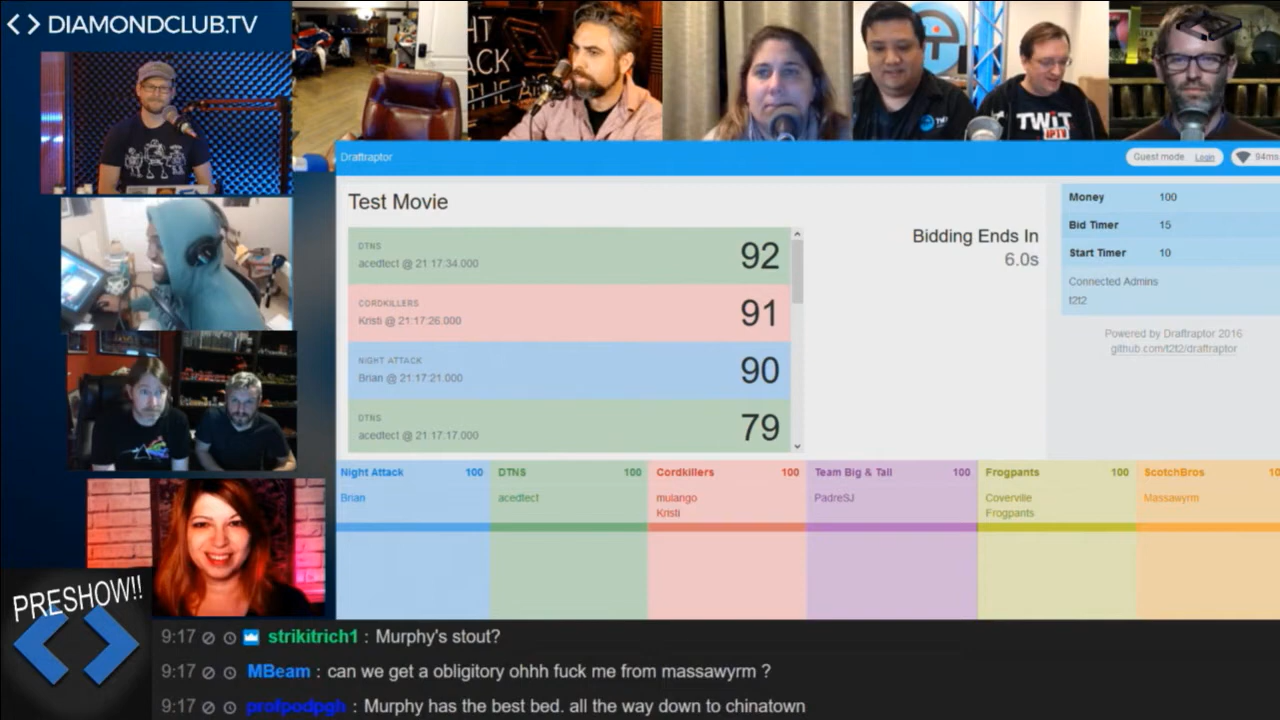 <> DIAMONDCLUB.TV
Draftraptor
Guest mode Login
94ms
Test Movie
DTNS
acedtect @ 21:17:34.000
92
CORDKILLERS
Kristi @ 21:17:26.000
91
NIGHT ATTACK
Brian @ 21:17:21.000
90
DTNS
acedtect @ 21:17:17.000
79
Bidding Ends In
6.0s
Money 100
Bid Timer 15
Start Timer 10
Connected Admins
t2t2
Powered by Draftraptor 2016
github.com/t2t2/draftraptor
Night Attack 100
Brian
DTNS 100
acedtect
Cordkillers 100
mulango
Kristi
Team Big & Tall 100
PadreSJ
Frogpants 100
Coverville
Frogpants
$cotchBros 10
Massawyrm
TWiT
IPTV
PRESHOW!!
9:17 strikitrich1 : Murphy's stout?
9:17 MBeam : can we get a obligitory ohhh fuck me from massawyrm ?
9:17 profpodpgh : Murphy has the best bed. all the way down to chinatown